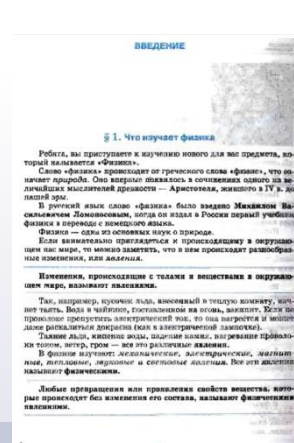 ВВЕДЕНИЕ
§ 1. Что изучает физика
Ребята, вы приступаете к изучению нового для вас предмета, ко-
торый называется «Физика».
Слово «физика» происходит от греческого слова «фюзис», что оз-
начает природа. Оно впервые появилось в сочинениях одного из ве-
личайших мыслителей древности — Аристотеля, жившего в IV в. до
нашей эры.
В русский язык слово «физика» было введено Михаилом Ва-
сильевичем Ломоносовым, когда он издал в России первый учебник
физики в переводе с немецкого языка.
Физика — одна из основных наук о природе.
Если внимательно приглядеться к происходящему в окружаю-
щем нас мире, то можно заметить, что в нем происходят разнообраз-
ные изменения, или явления.
Изменения, происходящие с телами и веществами в окружаю-
щем мире, называют явлениями.
Так, например, кусочек льда, внесенный в теплую комнату, нач-
нет таять. Вода в чайнике, поставленном на огонь, закипит. Если по
проволоке пропустить электрический ток, то она нагреется и может
даже раскалиться докрасна (как в электрической лампочке).
Таяние льда, кипение воды, падение камня, нагревание проволо-
ки током, ветер, гром — все это различные явления.
В физике изучают: механические, электрические, магнит-
ные, тепловые, звуковые и световые явления. Все эти явления
называют физическими.
Любые превращения или проявления свойств вещества, кото-
рые происходят без изменения его состава, называют физическими
явлениями.